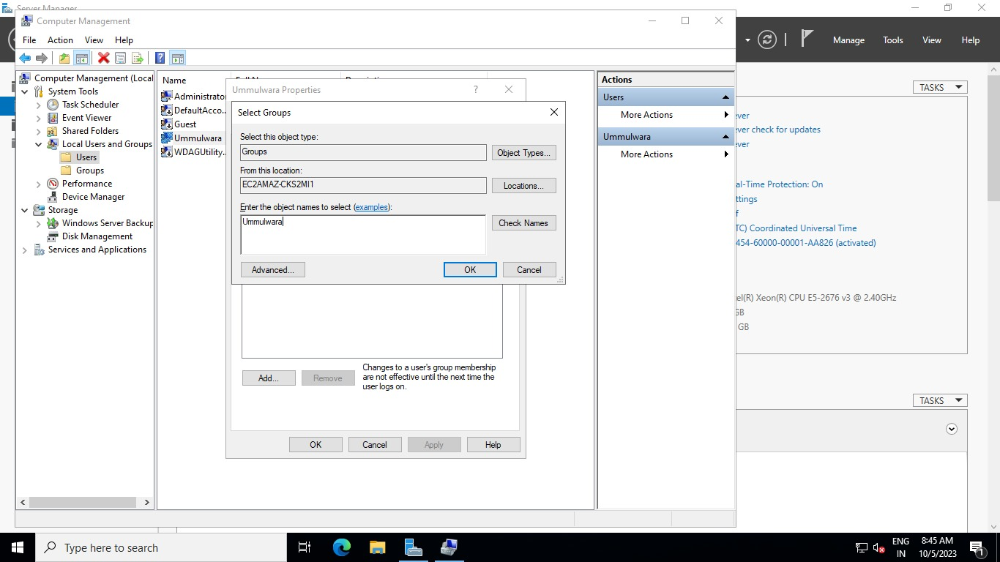 Server Manager
Computer Management
File Action View Help
Manage Tools View Help
Computer Management (Local
System Tools
Task Scheduler
Event Viewer
Shared Folders
Local Users and Groups
Users
Groups
Performance
Device Manager
Storage
Windows Server Backup
Disk Management
Services and Applications
Name
Administrator
DefaultAcco...
Guest
Ummulwara
WDAGUtility...
Ummulwara Properties
?
Select Groups
Select this object type:
Groups
Object Types...
From this location:
EC2AMAZ-CKS2MI1
Locations...
Enter the object names to select (examples):
Ummulwara
Check Names
Advanced...
OK
Cancel
Add...
Remove
Changes to a user's group membership
are not effective until the next time the
user logs on.
OK
Cancel
Apply
Help
Actions
Users
More Actions
Ummulwara
More Actions
TASKS
ever
ever check for updates
ever
al-Time Protection: On
ttings
f
TC) Coordinated Universal Time
454-60000-00001-AA826 (activated)
el(R) Xeon(R) CPU E5-2676 v3 @ 2.40GHz
GB
GB
TASKS
Type here to search
ENG
IN
8:45 AM
10/5/2023
1